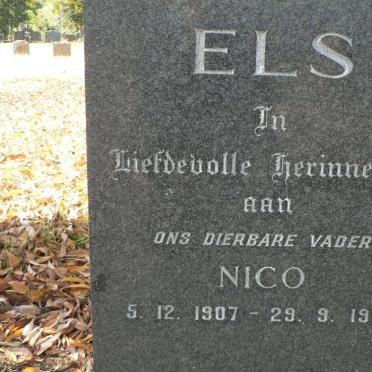 ELS
In
Liefdevolle Herinne
aan
ONS DIERBARE VADER
NICO
5. 12. 1907 - 29. 9. 19